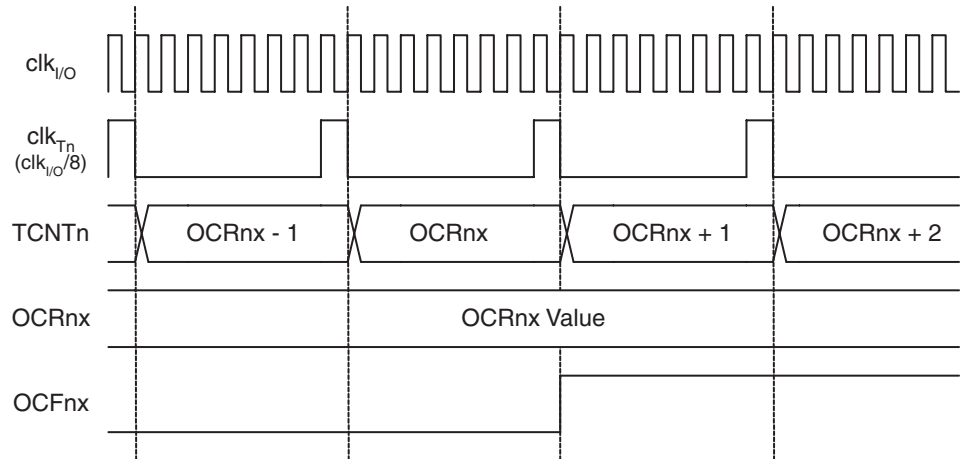 clkI/O
clkTn
(clkI/O/8)
TCNTn OCRnx - 1 OCRnx OCRnx + 1 OCRnx + 2
OCRnx OCRnx Value
OCFnx